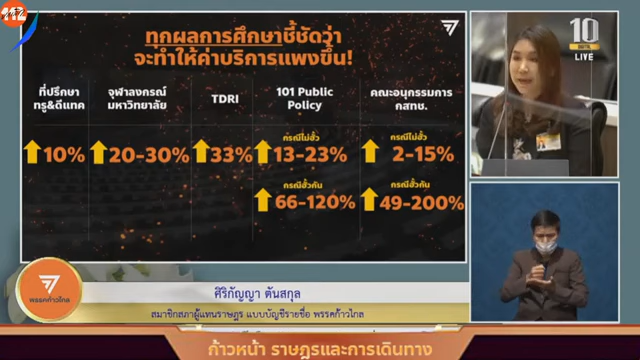 112
ทุกผลการศึกษาชี้ชัดว่า
จะทำให้ค่าบริการแพงขึ้น!
ที่ปรึกษา
ทรู&ดีแทค
จุฬาลงกรณ์
มหาวิทยาลัย
TDRI
101 Public
Policy
คณะอนุกรรมการ
กสทช.
10%
20-30%
33%
กรณีไม่ฮั้ว
13-23%
กรณีไม่ฮั้ว
2-15%
กรณีฮั้วกัน
66-120%
กรณีฮั้วกัน
49-200%
10
DIGITAL
LIVE
พรรคก้าวไกล
ศิริกัญญา ตันสกุล
สมาชิกสภาผู้แทนราษฎร แบบบัญชีรายชื่อ พรรคก้าวไกล
ก้าวหน้า ราษฎรและการเดินทาง